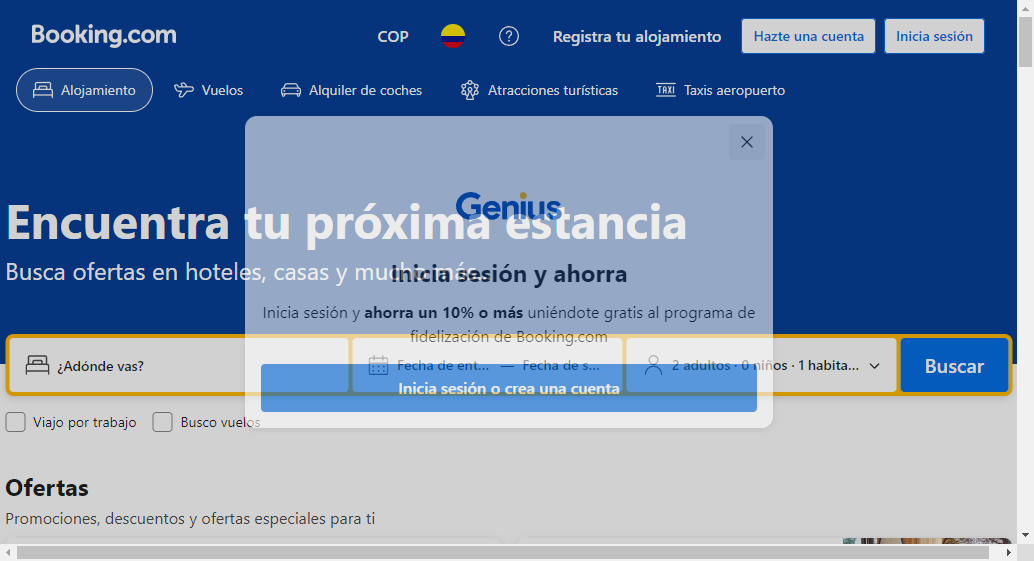 Booking.com
COP
Registra tu alojamiento
Hazte una cuenta
Inicia sesión
Alojamiento
Vuelos
Alquiler de coches
Atracciones turísticas
TAXI
Taxis aeropuerto
Genius
Encuentra tu próxima estancia
Busca ofertas en hoteles, casas y mucho más...
Inicia sesión y ahorra
Inicia sesión y ahorra un 10% o más uniéndote gratis al programa de
fidelización de Booking.com
¿Adónde vas?
Fecha de ent... — Fecha de s...
2 adultos · 0 niños · 1 habita...
Buscar
Inicia sesión o crea una cuenta
Viaje por trabajo
Busco vuelos
Ofertas
Promociones, descuentos y ofertas especiales para ti